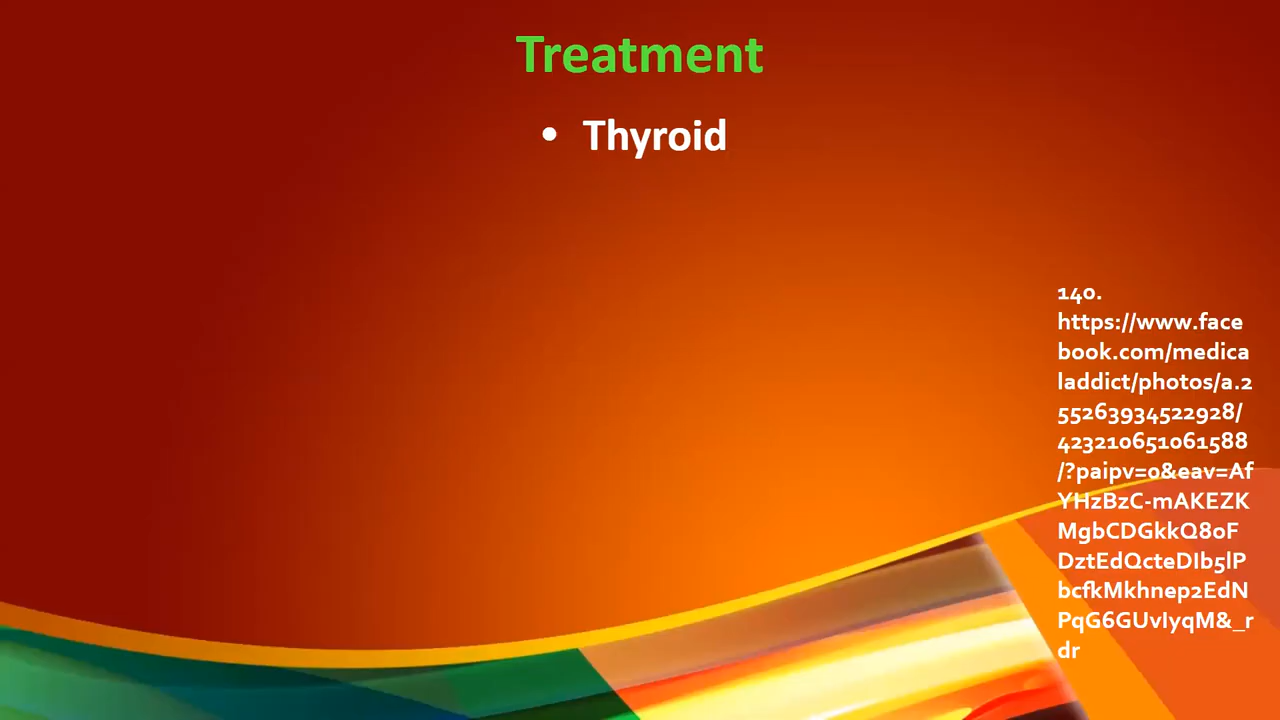 Treatment
• Thyroid
140.
https://www.face
book.com/medica
laddict/photos/a.2
55263934522928/
423210651061588
/?paipv=0&eav=Af
YHzBzC-mAKEZK
MgbCDGkkQ8oF
DztEdQcteDIb5lP
bcfkMkhnep2EdN
PqG6GUvIyqM&_r
dr